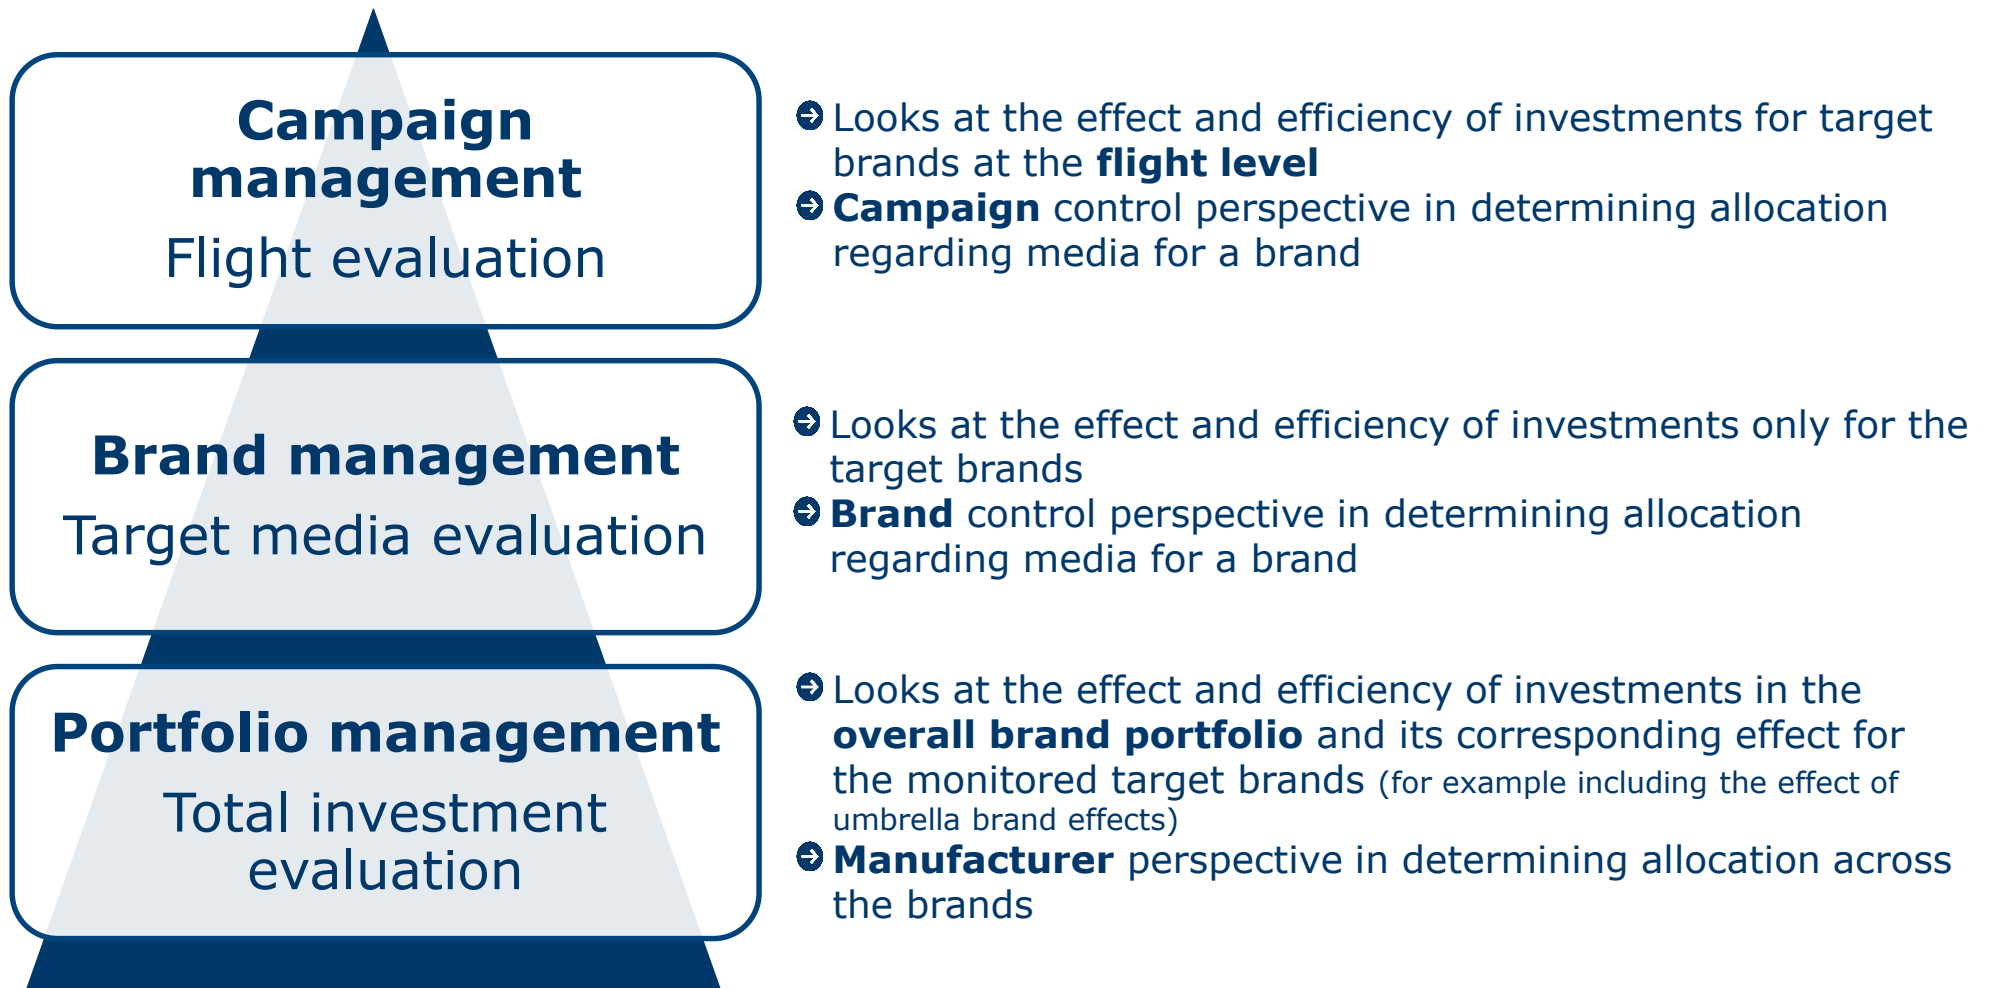 Campaign
management
Flight evaluation
Looks at the effect and efficiency of investments for target
brands at the flight level
Campaign control perspective in determining allocation
regarding media for a brand
Brand management
Target media evaluation
Looks at the effect and efficiency of investments only for the
target brands
Brand control perspective in determining allocation
regarding media for a brand
Portfolio management
Total investment
evaluation
Looks at the effect and efficiency of investments in the
overall brand portfolio and its corresponding effect for
the monitored target brands (for example including the effect of
umbrella brand effects)
Manufacturer perspective in determining allocation across
the brands